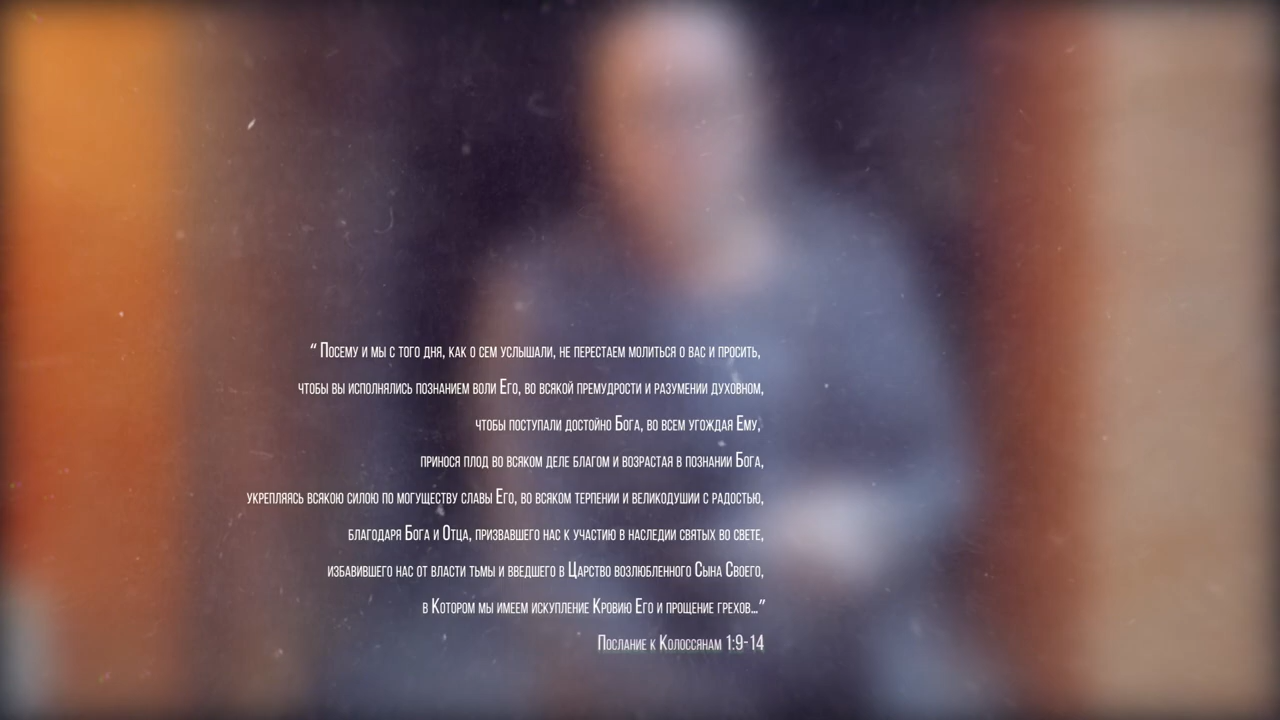 “ Посему и мы с того дня, как о сем услышали, не перестаем молиться о вас и просить,
чтобы вы исполнялись познанием воли Его, во всякой премудрости и разумении духовном,
чтобы поступали достойно Бога, во всем угождая Ему,
принося плод во всяком деле благом и возрастая в познании Бога,
укрепляясь всякою силою по могуществу славы Его, во всяком терпении и великодушии с радостью,
благодаря Бога и Отца, призвавшего нас к участию в наследии святых во свете,
избавившего нас от власти тьмы и введшего в Царство возлюбленного Сына Своего,
в Котором мы имеем искупление Кровию Его и прощение грехов...”
Послание к Колоссянам 1:9-14